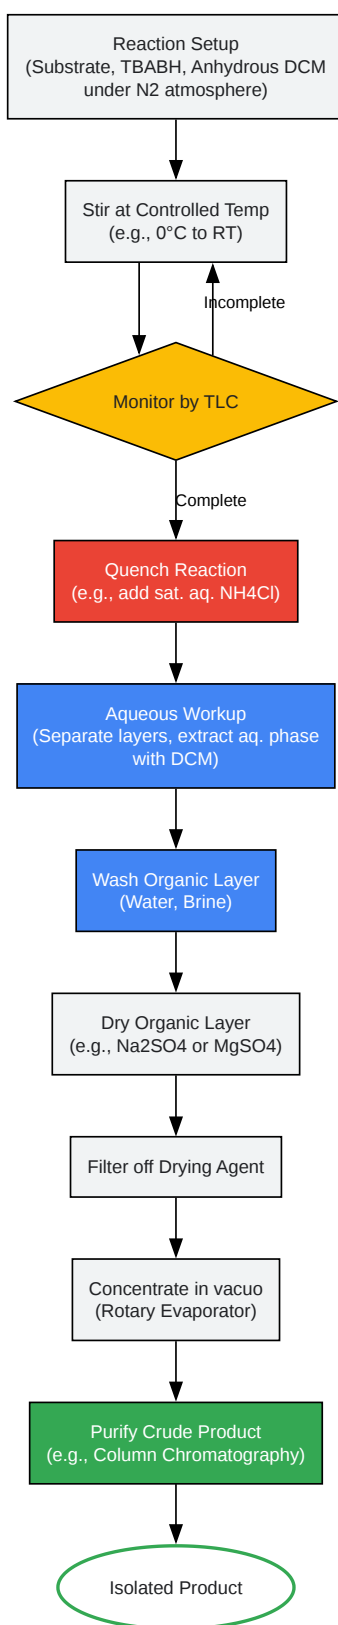 Reaction Setup
(Substrate, TBABH, Anhydrous DCM
under N2 atmosphere)
Stir at Controlled Temp
(e.g., 0°C to RT)
Incomplete
Monitor by TLC
Complete
Quench Reaction
(e.g., add sat. aq. NH4Cl)
Aqueous Workup
(Separate layers, extract aq. phase
with DCM)
Wash Organic Layer
(Water, Brine)
Dry Organic Layer
(e.g., Na2SO4 or MgSO4)
Filter off Drying Agent
Concentrate in vacuo
(Rotary Evaporator)
Purify Crude Product
(e.g., Column Chromatography)
Isolated Product